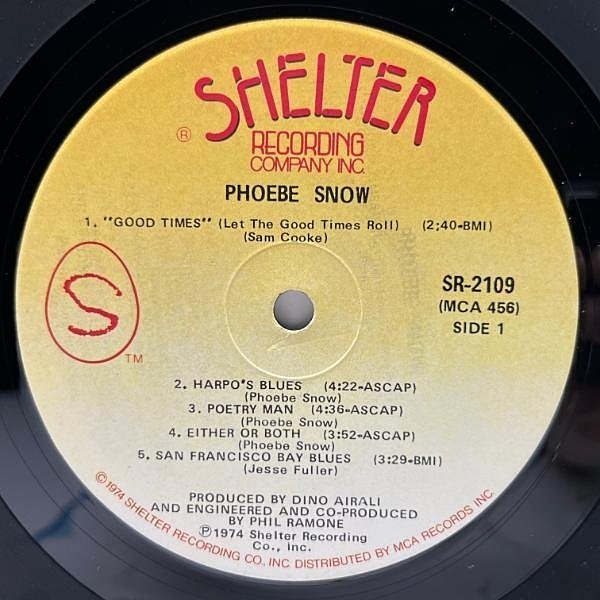 SHELTER
®
RECORDING
COMPANY INC.
PHOEBE SNOW
1. "GOOD TIMES" (Let The Good Times Roll) (2;40-BMI)
(Sam Cooke)
S
TM
SR-2109
(MCA 456)
SIDE 1
2. HARPO'S BLUES (4:22-ASCAP)
(Phoebe Snow)
3. POETRY MAN (4:36-ASCAP)
(Phoebe Snow)
4. EITHER OR BOTH (3:52-ASCAP)
(Phoebe Snow)
5. SAN FRANCISCO BAY BLUES (3:29-BMI)
(Jesse Fuller)
PRODUCED BY DINO AIRALI
AND ENGINEERED AND CO-PRODUCED
BY PHIL RAMONE
℗1974 Shelter Recording
Co., Inc.
©1974 SHELTER RECORDING CO., INC. DISTRIBUTED BY MCA RECORDS INC.